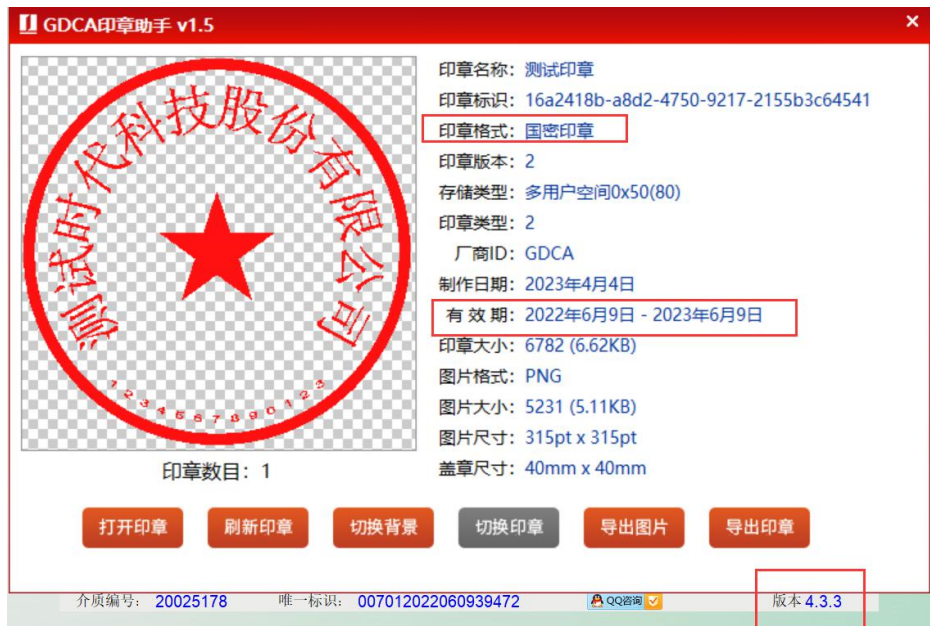 GDCA印章助手 v1.5
测试时代科技股份有限公司
1234567890123
印章数目：1
印章名称：测试印章
印章标识：16a2418b-a8d2-4750-9217-2155b3c64541
印章格式：国密印章
印章版本：2
存储类型：多用户空间0x50(80)
印章类型：2
厂商ID：GDCA
制作日期：2023年4月4日
有 效 期：2022年6月9日 - 2023年6月9日
印章大小：6782 (6.62KB)
图片格式：PNG
图片大小：5231 (5.11KB)
图片尺寸：315pt x 315pt
盖章尺寸：40mm x 40mm
打开印章 刷新印章 切换背景 切换印章 导出图片 导出印章
介质编号： 20025178 唯一标识： 007012022060939472 QQ咨询 版本 4.3.3